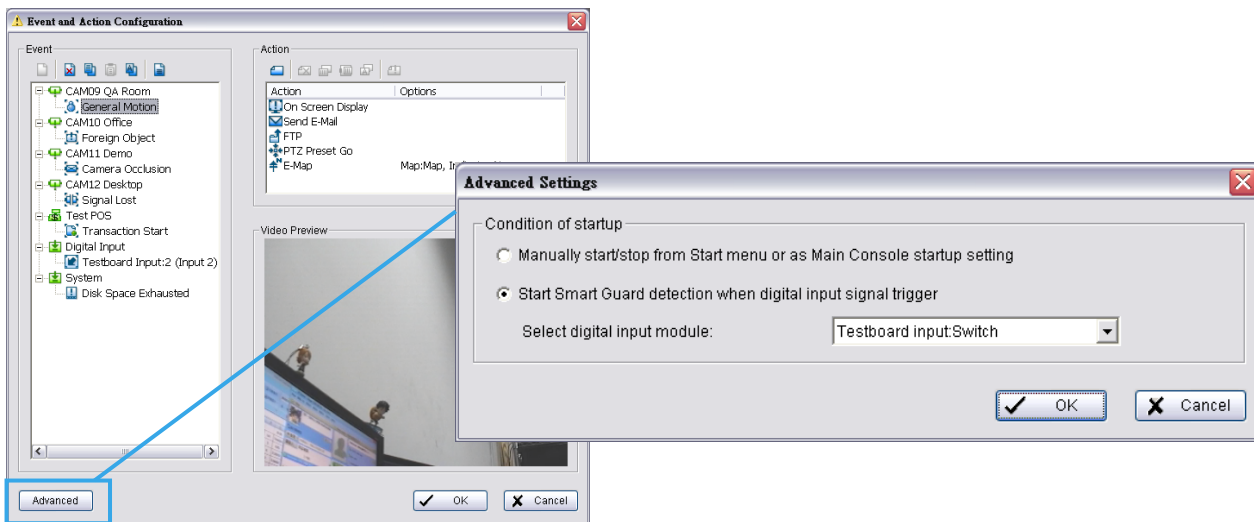 Event and Action Configuration
Event
CAM09 QA Room
General Motion
CAM10 Office
Foreign Object
CAM11 Demo
Camera Occlusion
CAM12 Desktop
Signal Lost
Test POS
Transaction Start
Digital Input
Testboard Input:2 (Input 2)
System
Disk Space Exhausted
Action
Action Options
On Screen Display
Send E-Mail
FTP
PTZ Preset Go
E-Map Map:Map,
Video Preview
Advanced
OK Cancel
Advanced Settings
Condition of startup
Manually start/stop from Start menu or as Main Console startup setting
Start Smart Guard detection when digital input signal trigger
Select digital input module: Testboard input:Switch
OK Cancel